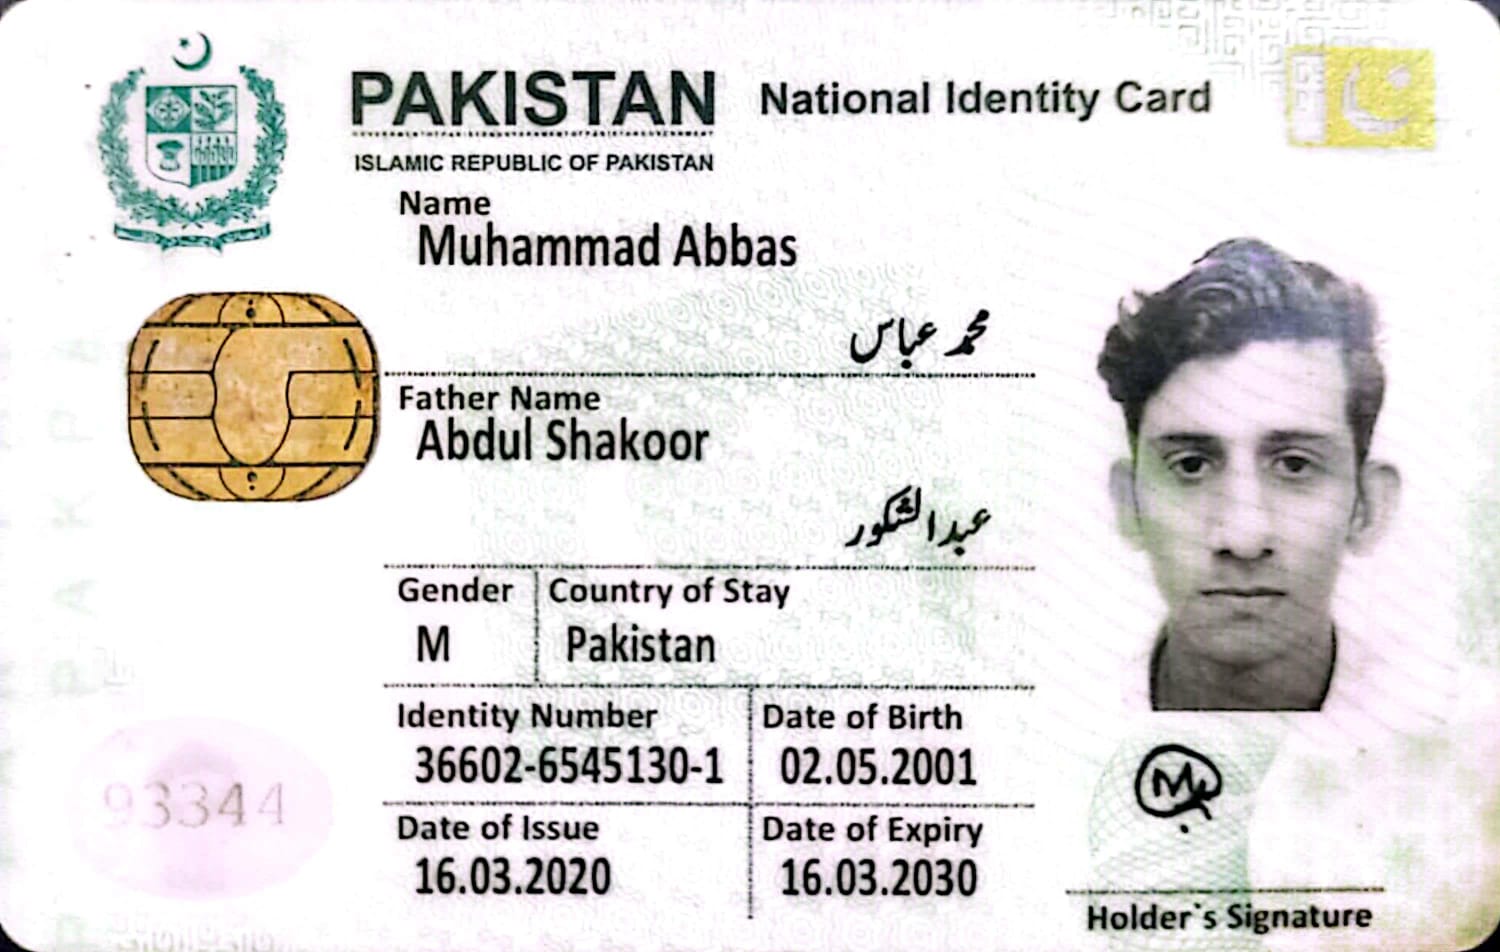 PAKISTAN National Identity Card
ISLAMIC REPUBLIC OF PAKISTAN
Name
Muhammad Abbas
محمد عباس
Father Name
Abdul Shakoor
عبدالشکور
Gender Country of Stay
M Pakistan
Identity Number Date of Birth
36602-6545130-1 02.05.2001
Date of Issue Date of Expiry
16.03.2020 16.03.2030
93344
Holder's Signature